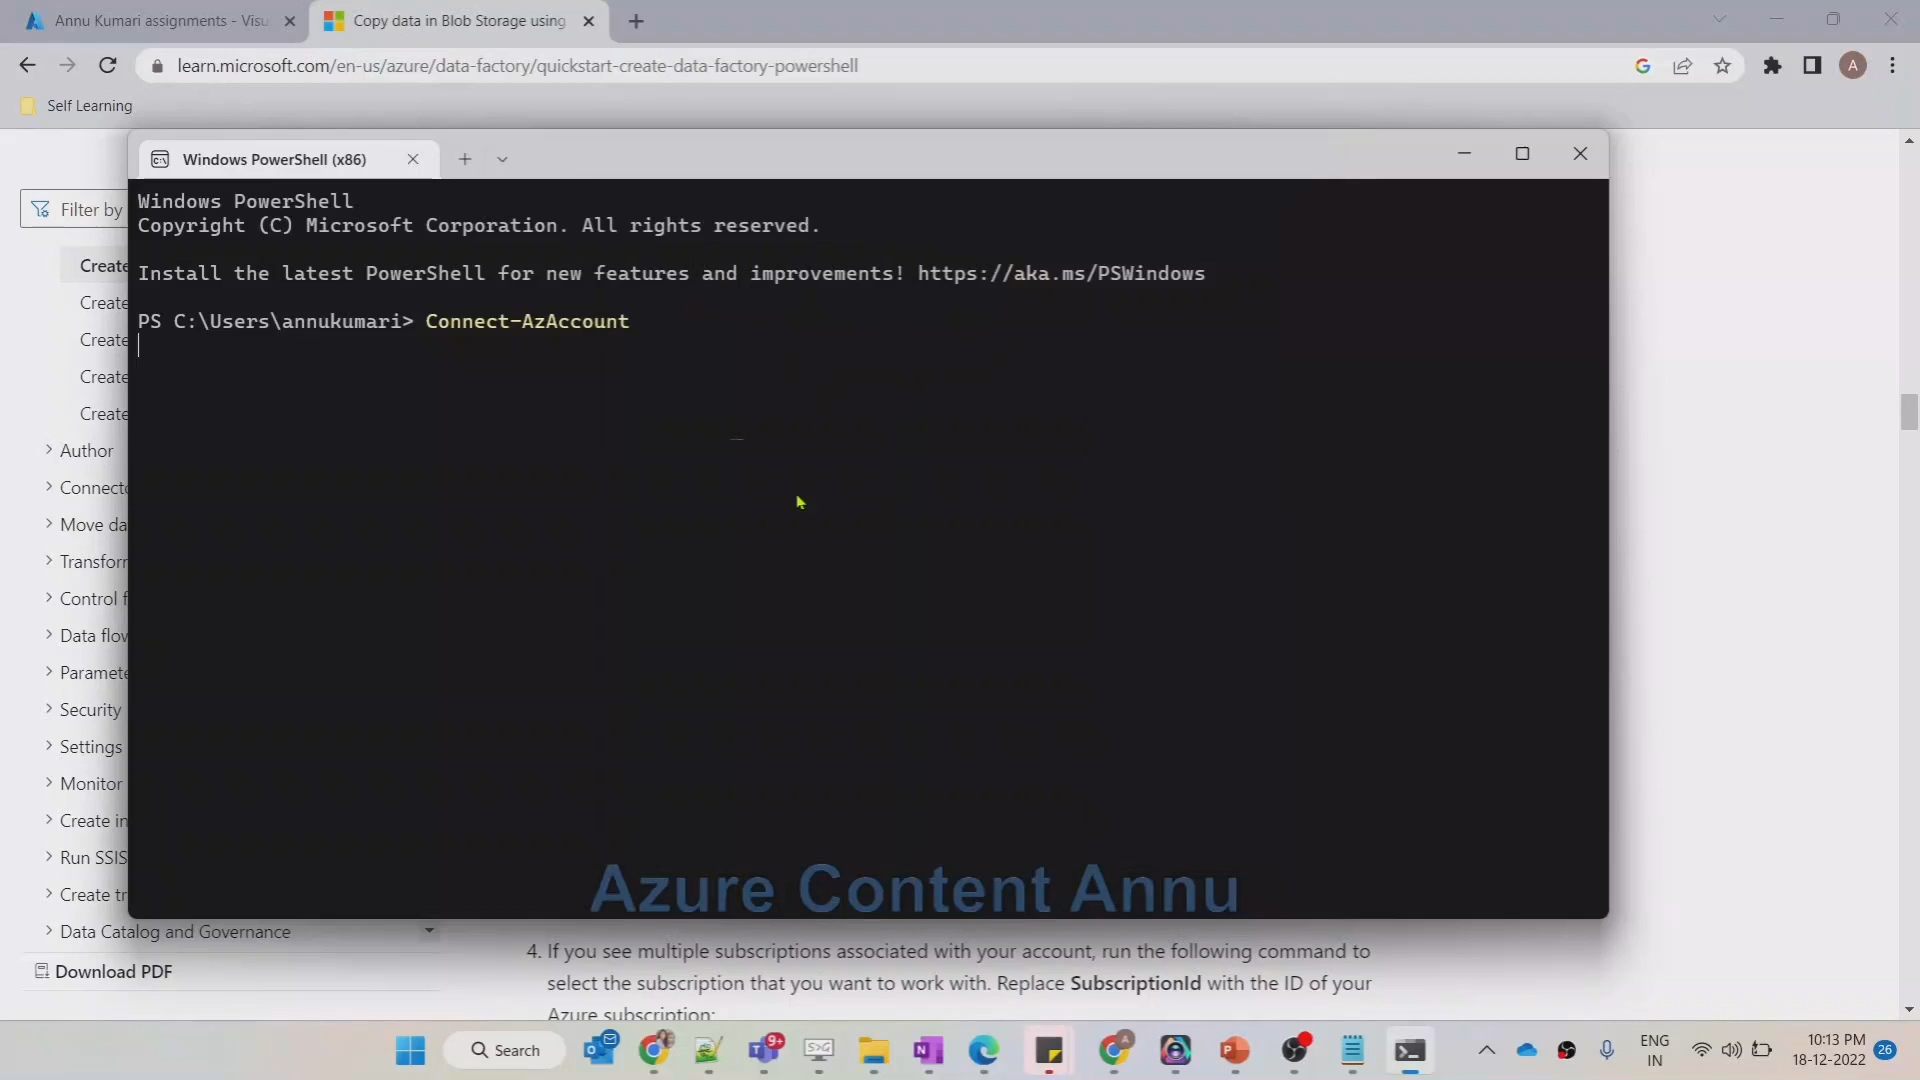 Annu Kumari assignments - Visu
Copy data in Blob Storage using
learn.microsoft.com/en-us/azure/data-factory/quickstart-create-data-factory-powershell
A
Self Learning
Windows PowerShell (x86)
Windows PowerShell
Copyright (C) Microsoft Corporation. All rights reserved.
Install the latest PowerShell for new features and improvements! https://aka.ms/PSWindows
PS C:\Users\annukumari> Connect-AzAccount
Filter by
Create
Create
Create
Create
Create
Author
Connecto
Move da
Transforr
Control f
Data flov
Paramete
Security
Settings
Monitor
Create in
Run SSIS
Create tr
Data Catalog and Governance
Download PDF
Azure Content Annu
4. If you see multiple subscriptions associated with your account, run the following command to
select the subscription that you want to work with. Replace SubscriptionId with the ID of your
Azure subscription:
Search
9+
A
ENG
IN
10:13 PM
18-12-2022
26